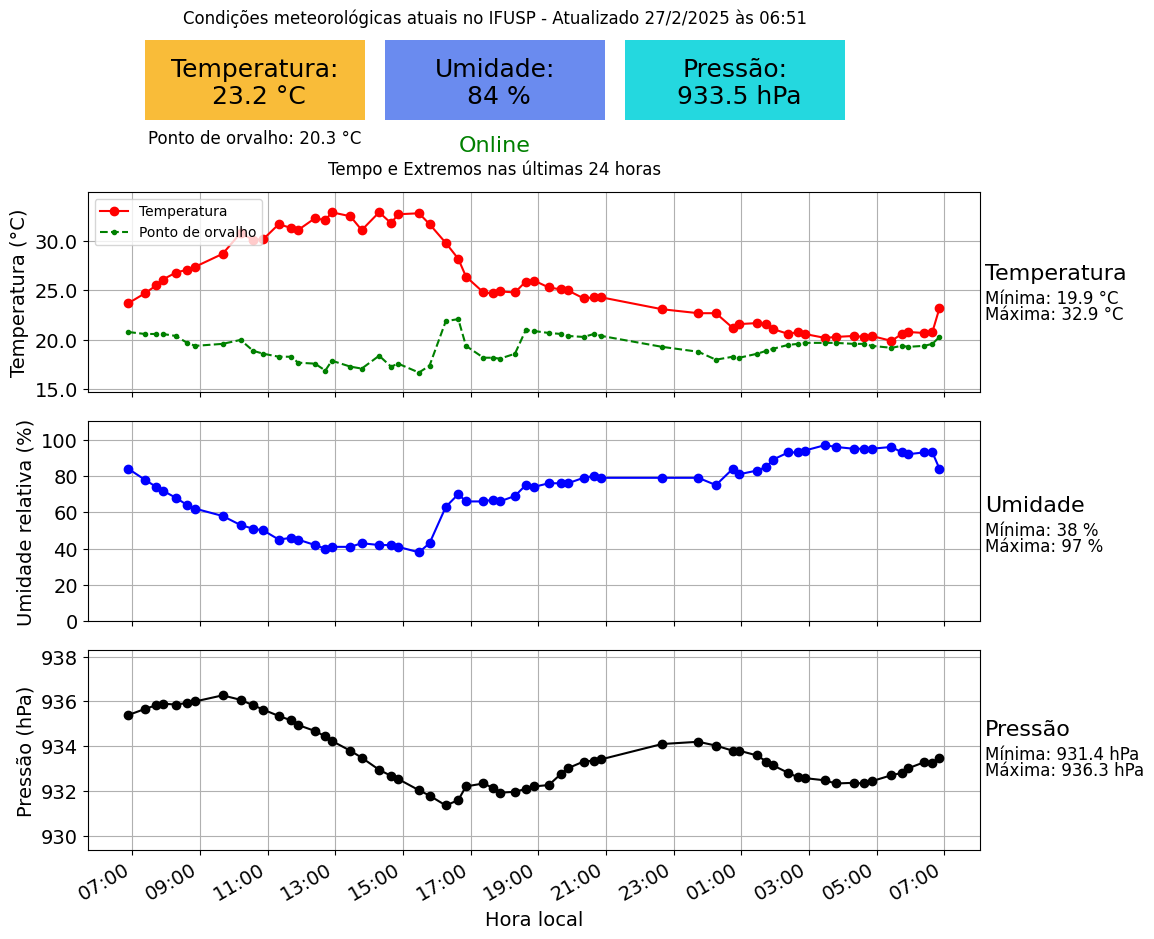 Condições meteorológicas atuais no IFUSP - Atualizado 27/2/2025 às 06:51
Temperatura:
23.2 °C
Umidade:
84 %
Pressão:
933.5 hPa
Ponto de orvalho: 20.3 °C
Online
Tempo e Extremos nas últimas 24 horas
Temperatura (°C)
30.0
25.0
20.0
15.0
Temperatura
Ponto de orvalho
Temperatura
Mínima: 19.9 °C
Máxima: 32.9 °C
Umidade relativa (%)
100
80
60
40
20
0
Umidade
Mínima: 38 %
Máxima: 97 %
Pressão (hPa)
938
936
934
932
930
Pressão
Mínima: 931.4 hPa
Máxima: 936.3 hPa
07:00 09:00 11:00 13:00 15:00 17:00 19:00 21:00 23:00 01:00 03:00 05:00 07:00
Hora local